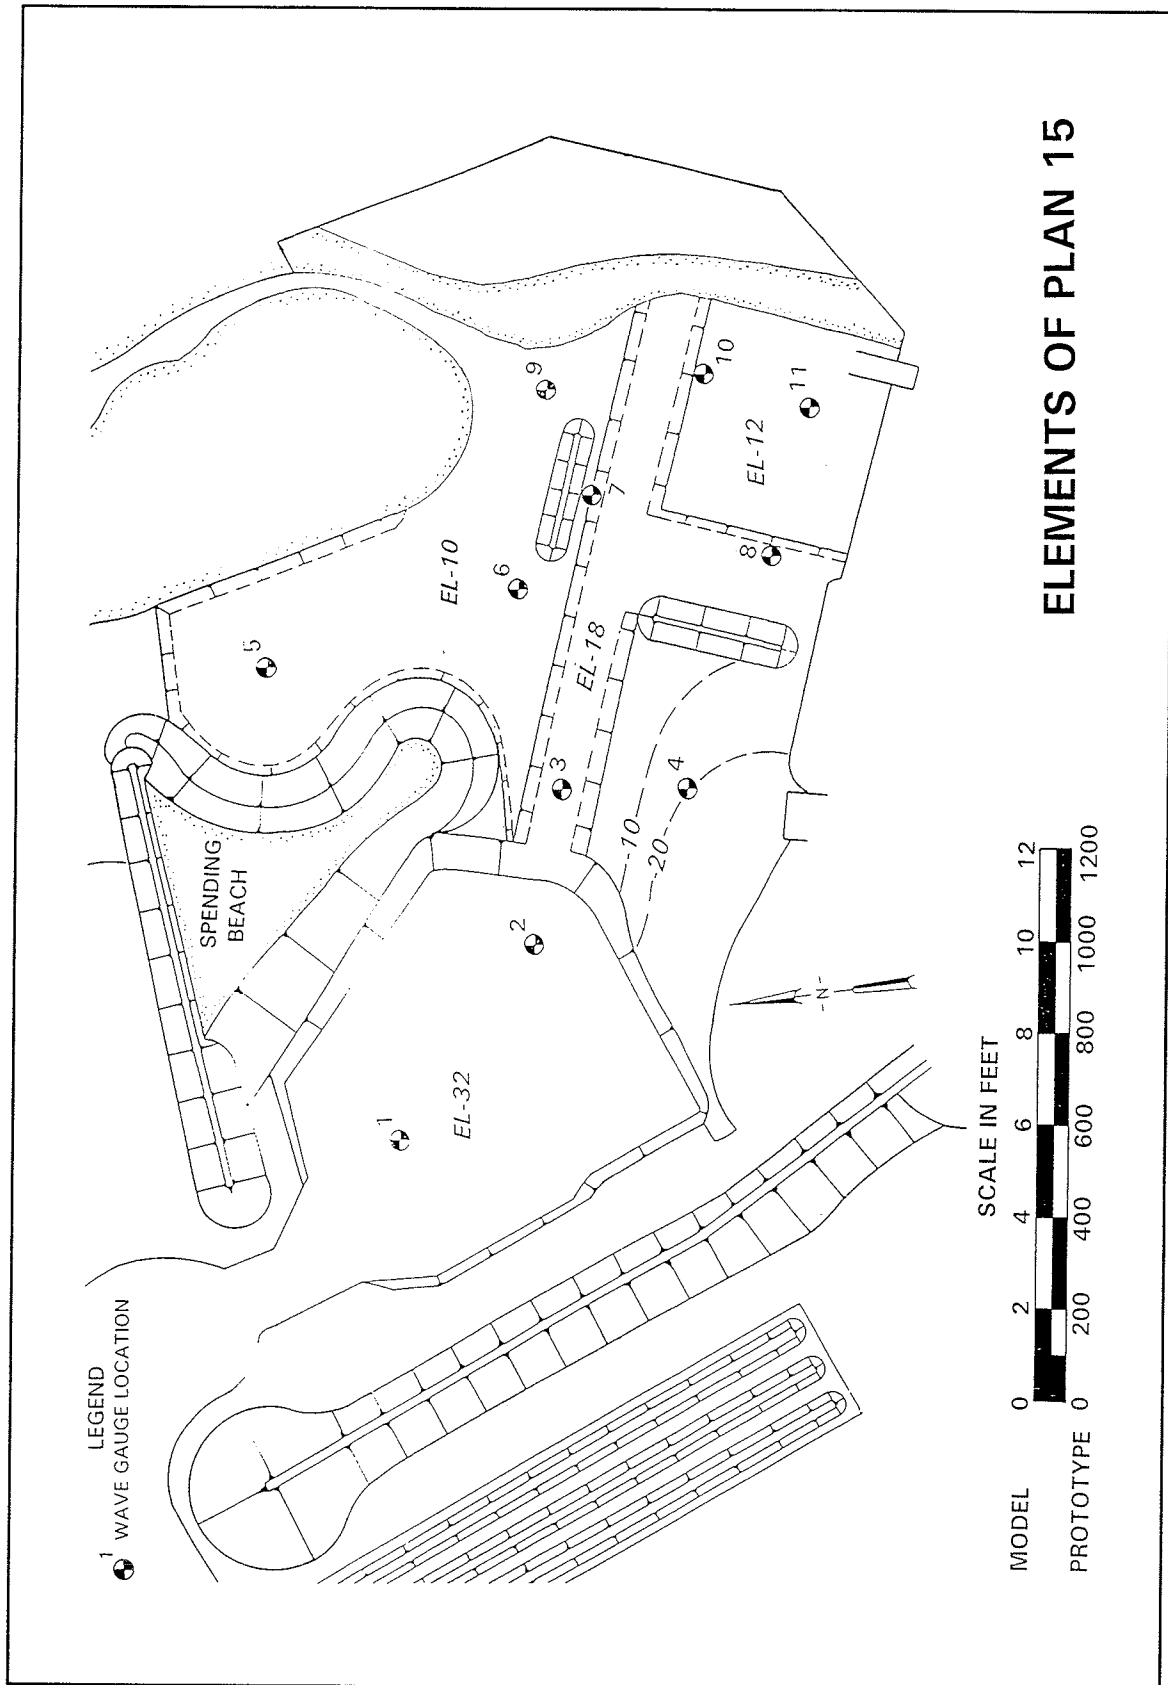 LEGEND
1
WAVE GAUGE LOCATION
SPENDING
BEACH
5
9
EL-10
6
1
2
EL-32
7
3
EL-18
10
EL-12
11
8
4
-10-
-20-
-N-
SCALE IN FEET
MODEL 0 2 4 6 8 10 12
PROTOTYPE 0 200 400 600 800 1000 1200
ELEMENTS OF PLAN 15